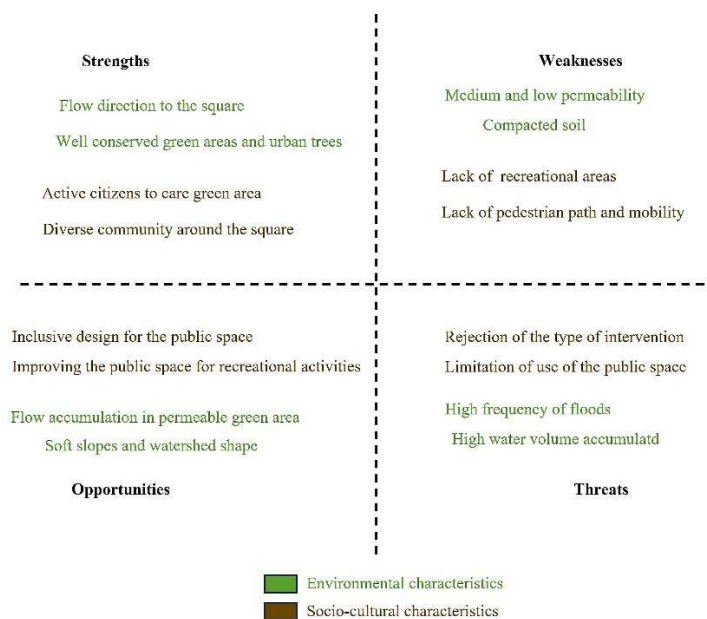 Strengths
Flow direction to the square
Well conserved green areas and urban trees
Active citizens to care green area
Diverse community around the square
Weaknesses
Medium and low permeability
Compacted soil
Lack of recreational areas
Lack of pedestrian path and mobility
Inclusive design for the public space
Improving the public space for recreational activities
Flow accumulation in permeable green area
Soft slopes and watershed shape
Opportunities
Rejection of the type of intervention
Limitation of use of the public space
High frequency of floods
High water volume accumulatd
Threats
Environmental characteristics
Socio-cultural characteristics